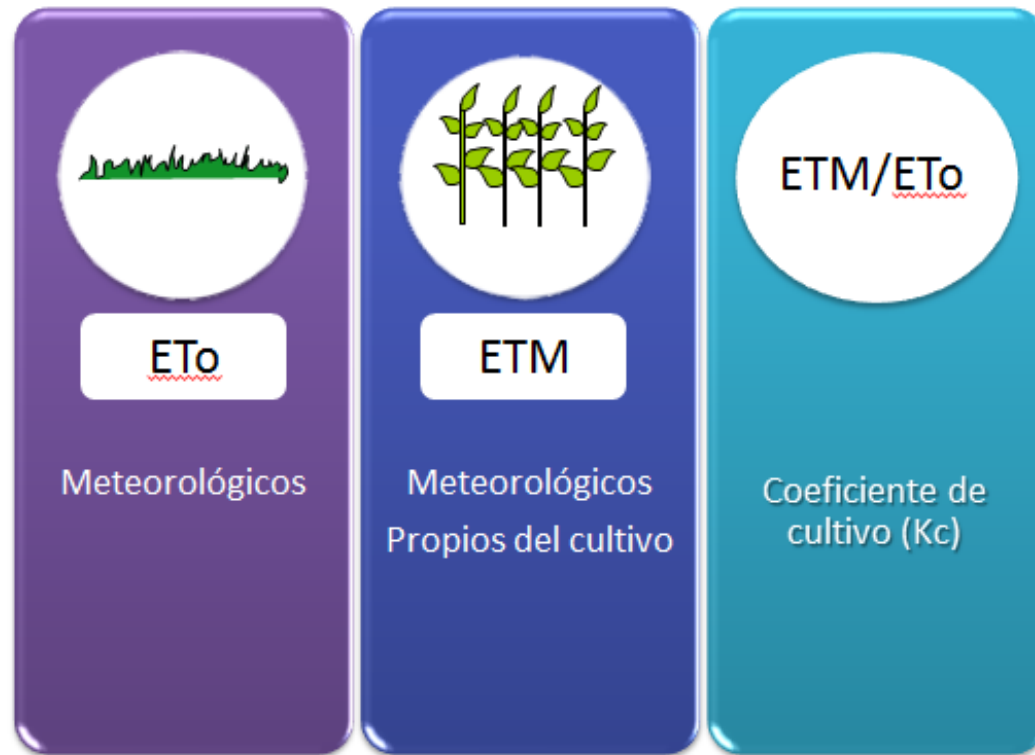 ETo
Meteorológicos
ETM
Meteorológicos
Propios del cultivo
ETM/ETo
Coeficiente de
cultivo (Kc)